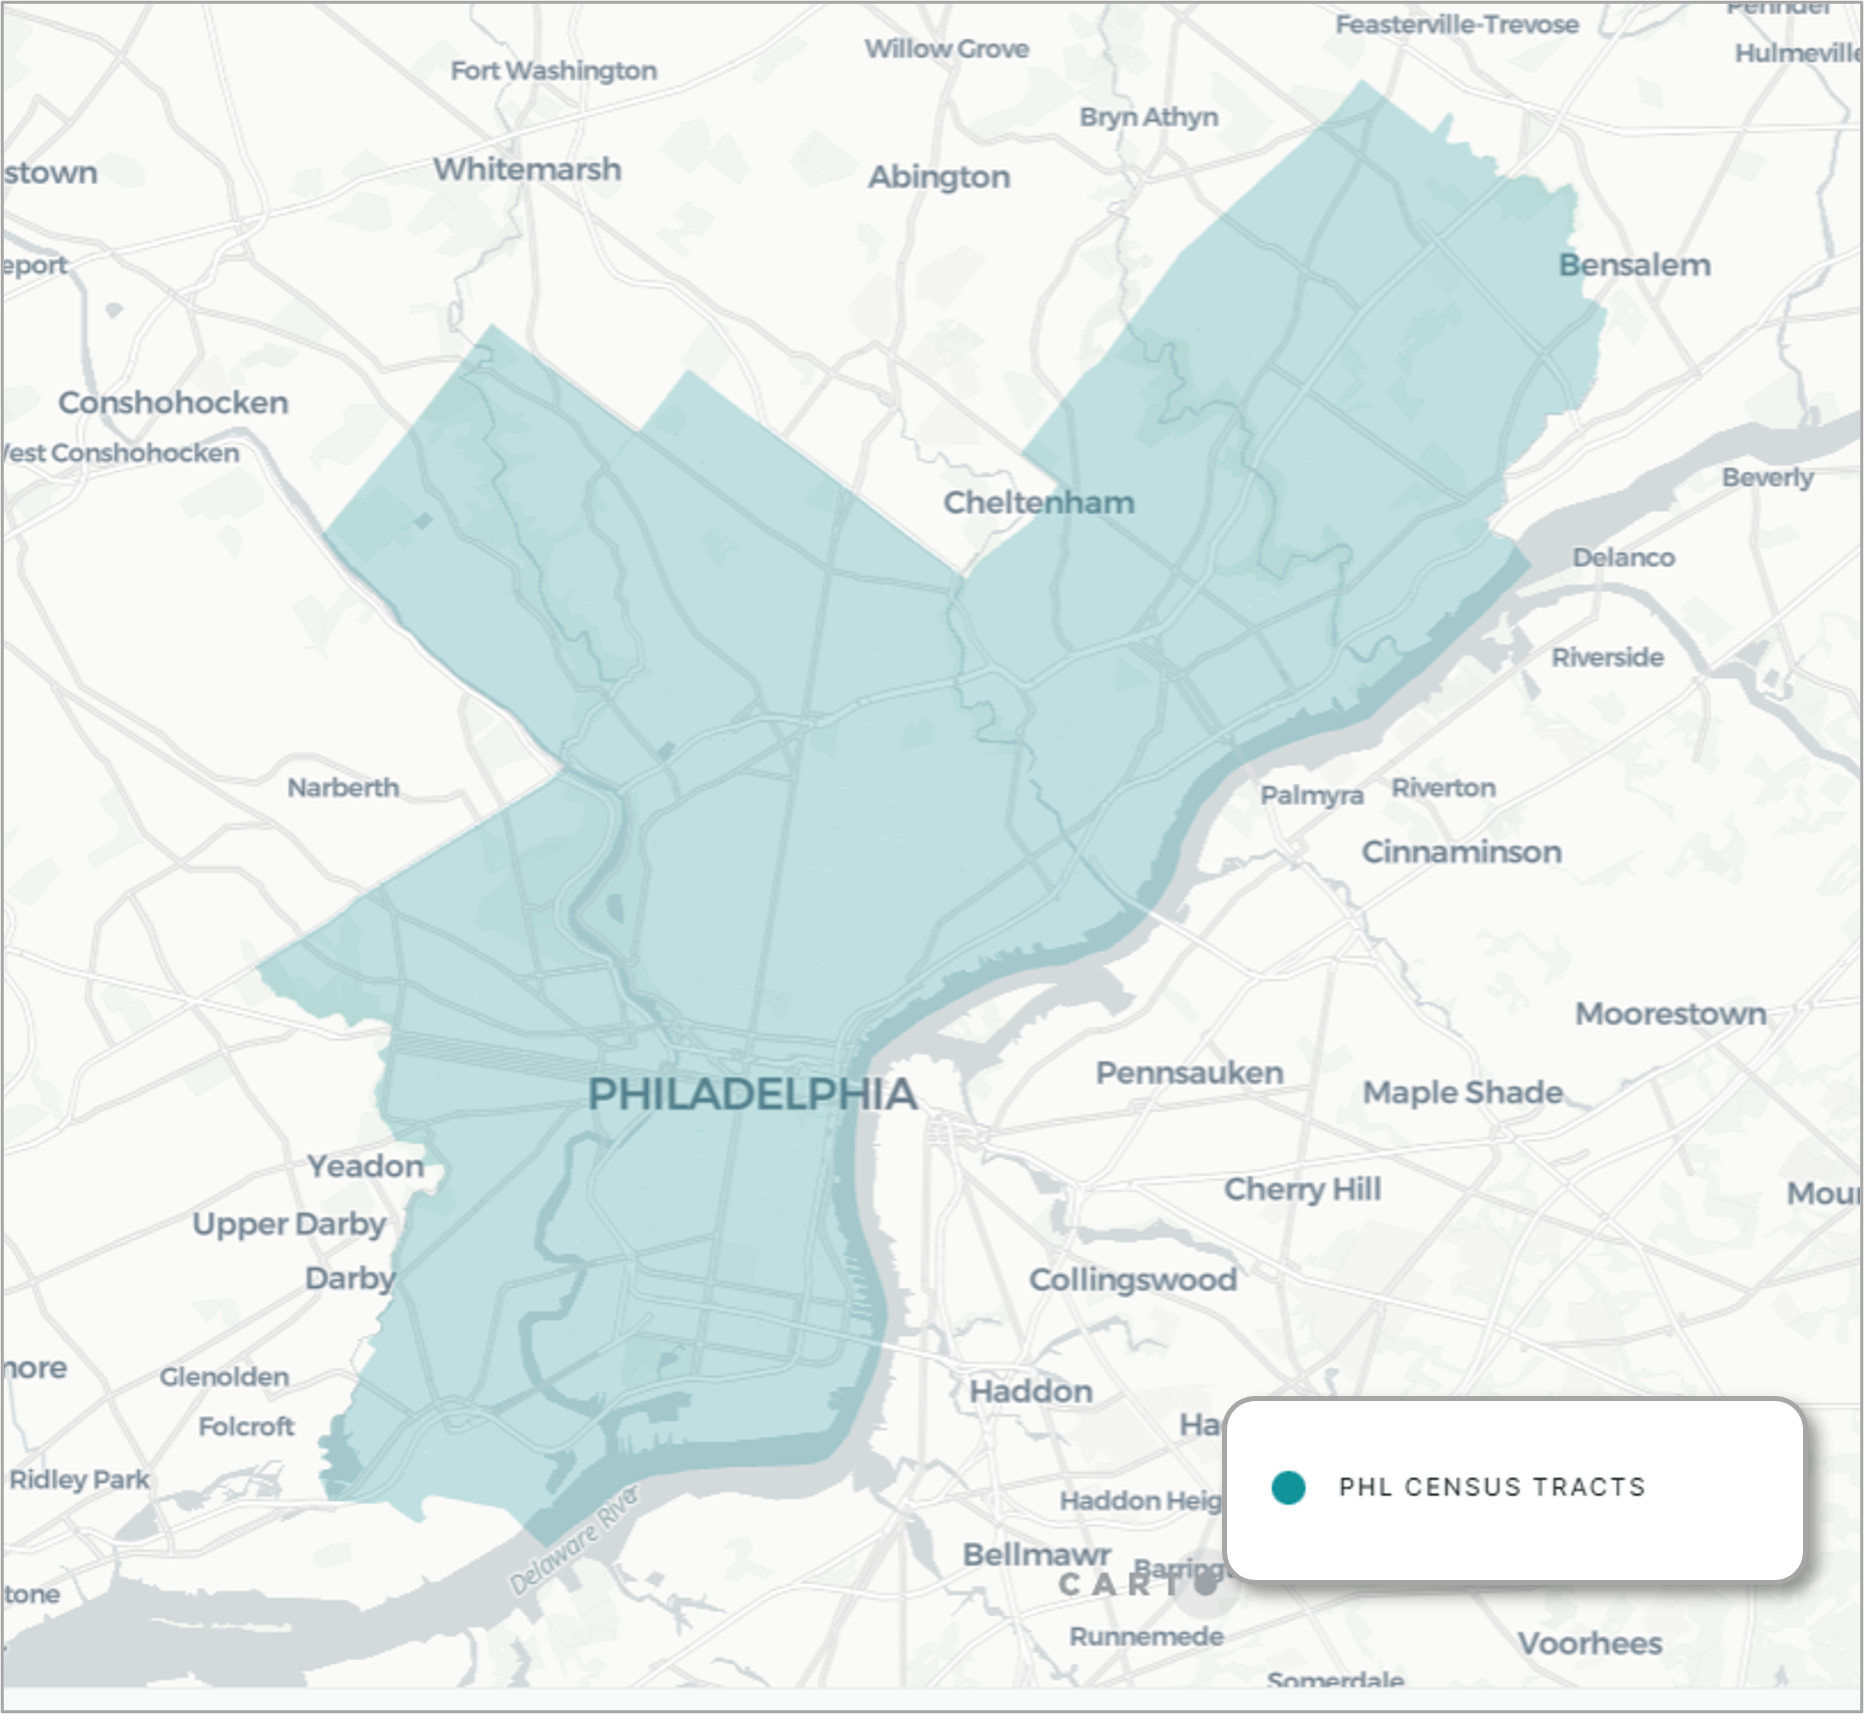 Penndel
Feasterville-Trevose
Willow Grove
Hulmeville
Fort Washington
Bryn Athyn
Whitemarsh
stown
Abington
eport
Bensalem
Conshohocken
West Conshohocken
Beverly
Cheltenham
Delanco
Riverside
Narberth
Palmyra
Riverton
Cinnaminson
Moorestown
Pennsauken
PHILADELPHIA
Maple Shade
Yeadon
Cherry Hill
Mou
Upper Darby
Darby
Collingswood
more
Glenolden
Haddon
Folcroft
Ha
Ridley Park
PHL CENSUS TRACTS
Haddon Heig
Delaware River
Bellmawr
Barringt
CARTO
tone
Runnemede
Voorhees
Somerdale